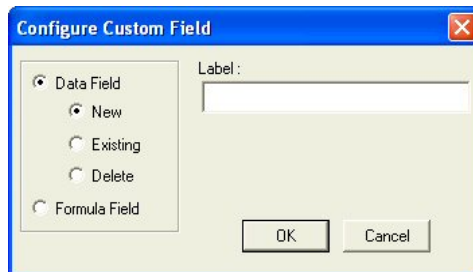 Configure Custom Field
Data Field
New
Existing
Delete
Formula Field
Label :
OK
Cancel